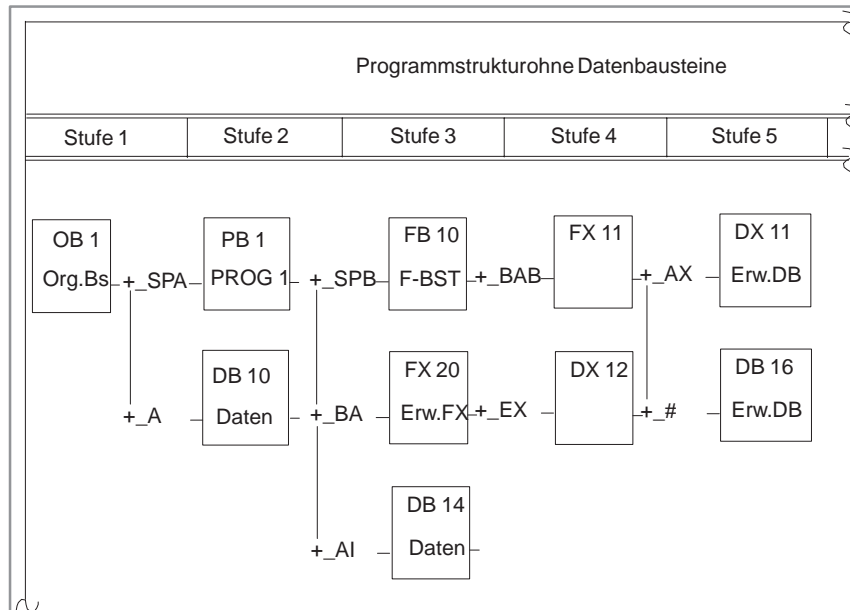 Programmstrukturohne Datenbausteine
Stufe 1 Stufe 2 Stufe 3 Stufe 4 Stufe 5
OB 1 PB 1 FB 10 FX 11 DX 11
Org.Bs +_SPA PROG 1 +_SPB F-BST +_BAB +_AX Erw.DB
DB 10 FX 20 DX 12 DB 16
+_A Daten +_BA Erw.FX +_EX +_# Erw.DB
DB 14
+_AI Daten